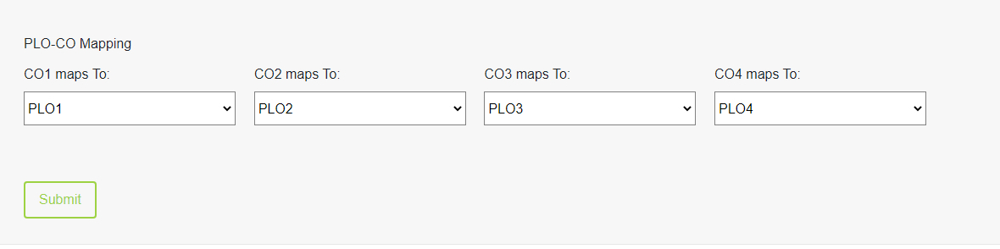 PLO-CO Mapping
CO1 maps To: CO2 maps To: CO3 maps To: CO4 maps To:
PLO1 PLO2 PLO3 PLO4
Submit